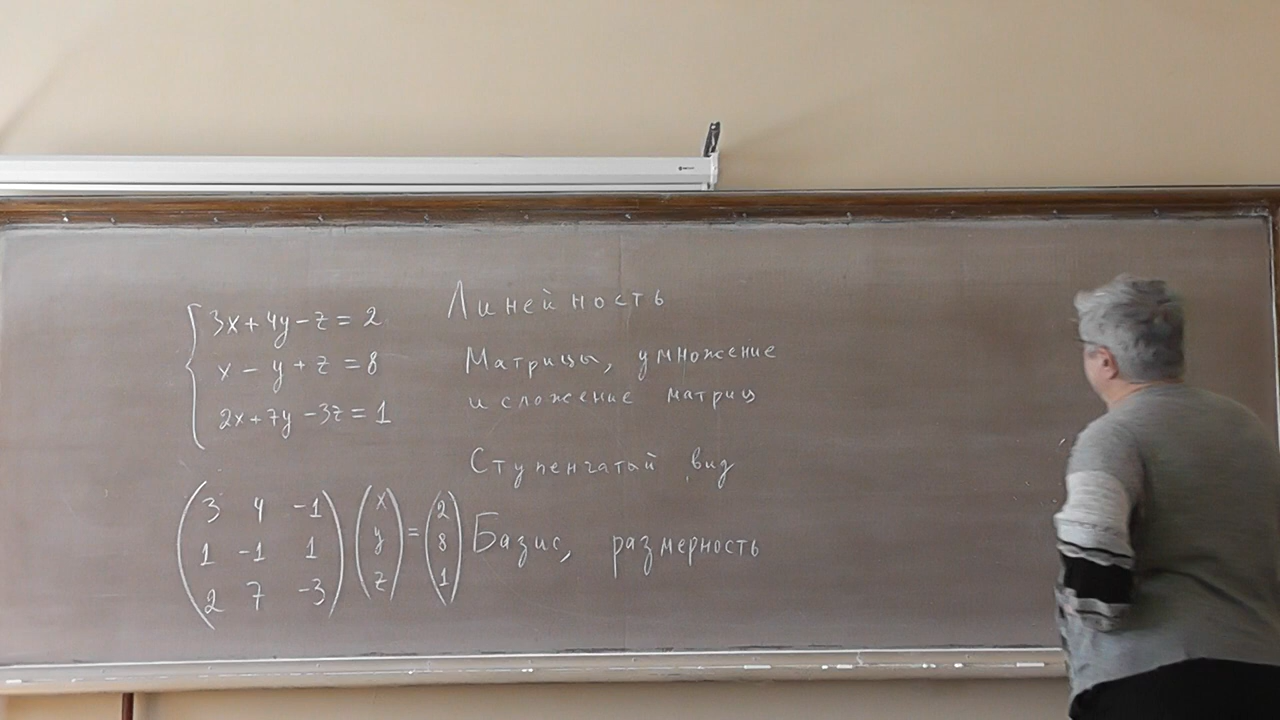 3x+4y-z=2
x-y+z=8
2x+7y-3z=1
3 4 -1 x 2
1 -1 1 y = 8
2 7 -3 z 1
Линейность
Матрицы, умножение
и сложение матриц
Ступенчатый вид
Базис, размерность